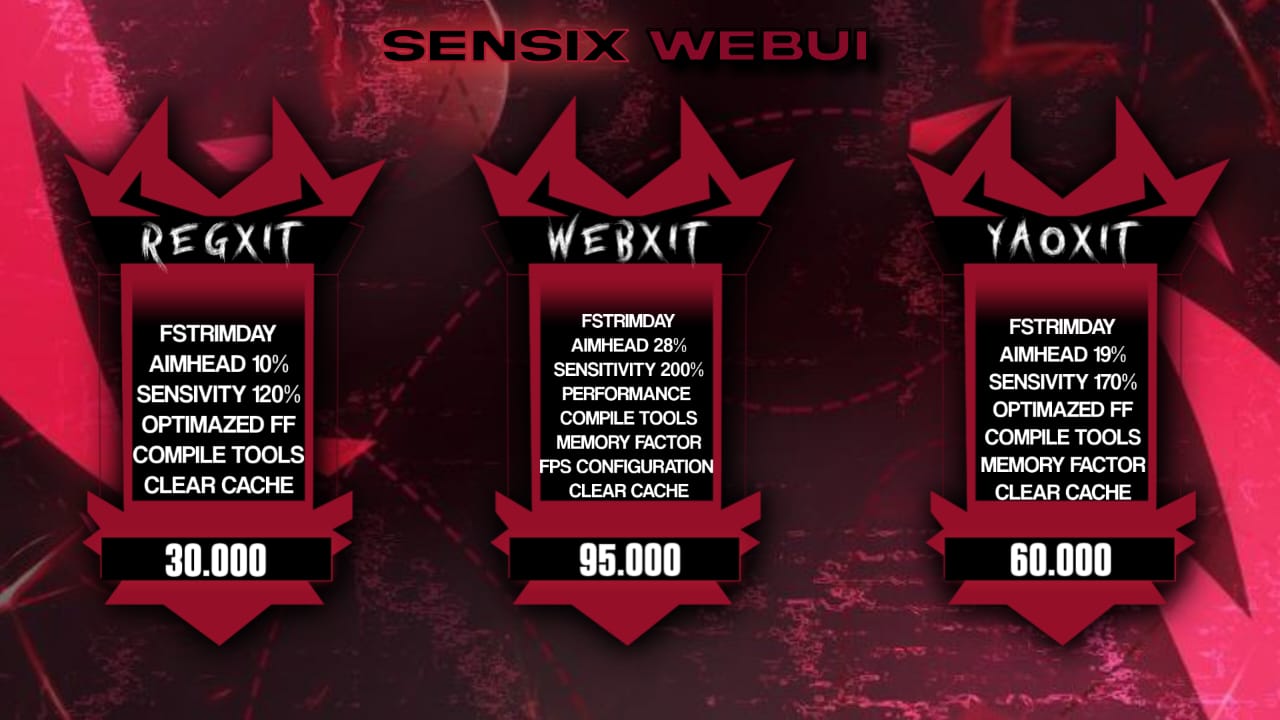 SENSIX WEBUI
REGXIT
FSTRIMDAY
AIMHEAD 10%
SENSIVITY 120%
OPTIMAZED FF
COMPILE TOOLS
CLEAR CACHE
30.000
WEBXIT
FSTRIMDAY
AIMHEAD 28%
SENSITIVITY 200%
PERFORMANCE
COMPILE TOOLS
MEMORY FACTOR
FPS CONFIGURATION
CLEAR CACHE
95.000
YAOXIT
FSTRIMDAY
AIMHEAD 19%
SENSIVITY 170%
OPTIMAZED FF
COMPILE TOOLS
MEMORY FACTOR
CLEAR CACHE
60.000